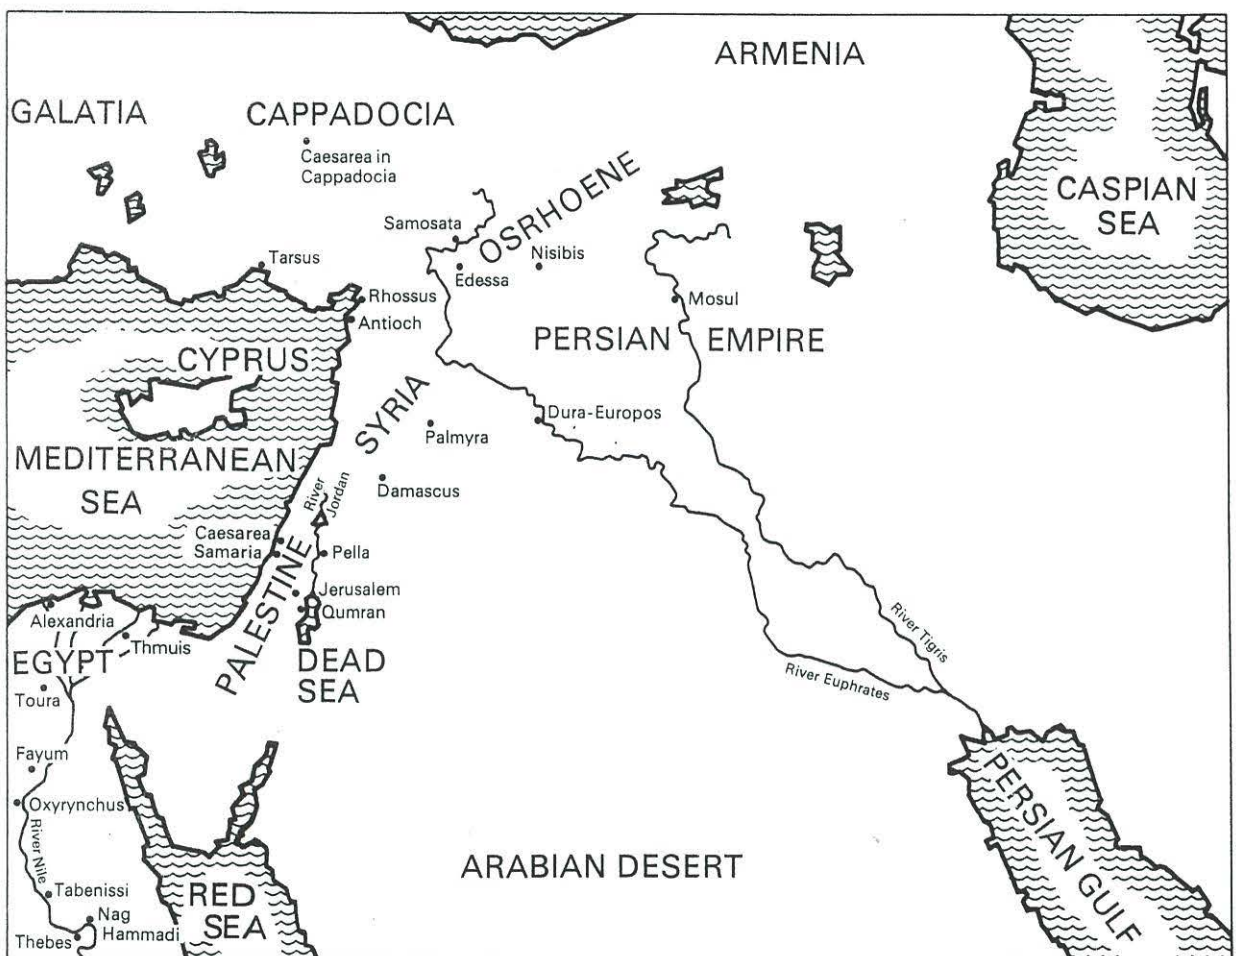 ARMENIA
GALATIA
CAPPADOCIA
Caesarea in
Cappadocia
OSRHOENE
CASPIAN
SEA
Samosata
Nisibis
Tarsus
Edessa
Rhossus
Mosul
Antioch
PERSIAN EMPIRE
CYPRUS
SYRIA
Dura-Europos
Palmyra
MEDITERRANEAN
SEA
River
Jordan
Damascus
Caesarea
Samaria
Pella
PALESTINE
Jerusalem
Qumran
Alexandria
Thmuis
EGYPT
DEAD
SEA
River Tigris
River Euphrates
Toura
Fayum
Oxyrynchus
River Nile
PERSIAN GULF
ARABIAN DESERT
RED
SEA
Tabenissi
Nag
Hammadi
Thebes